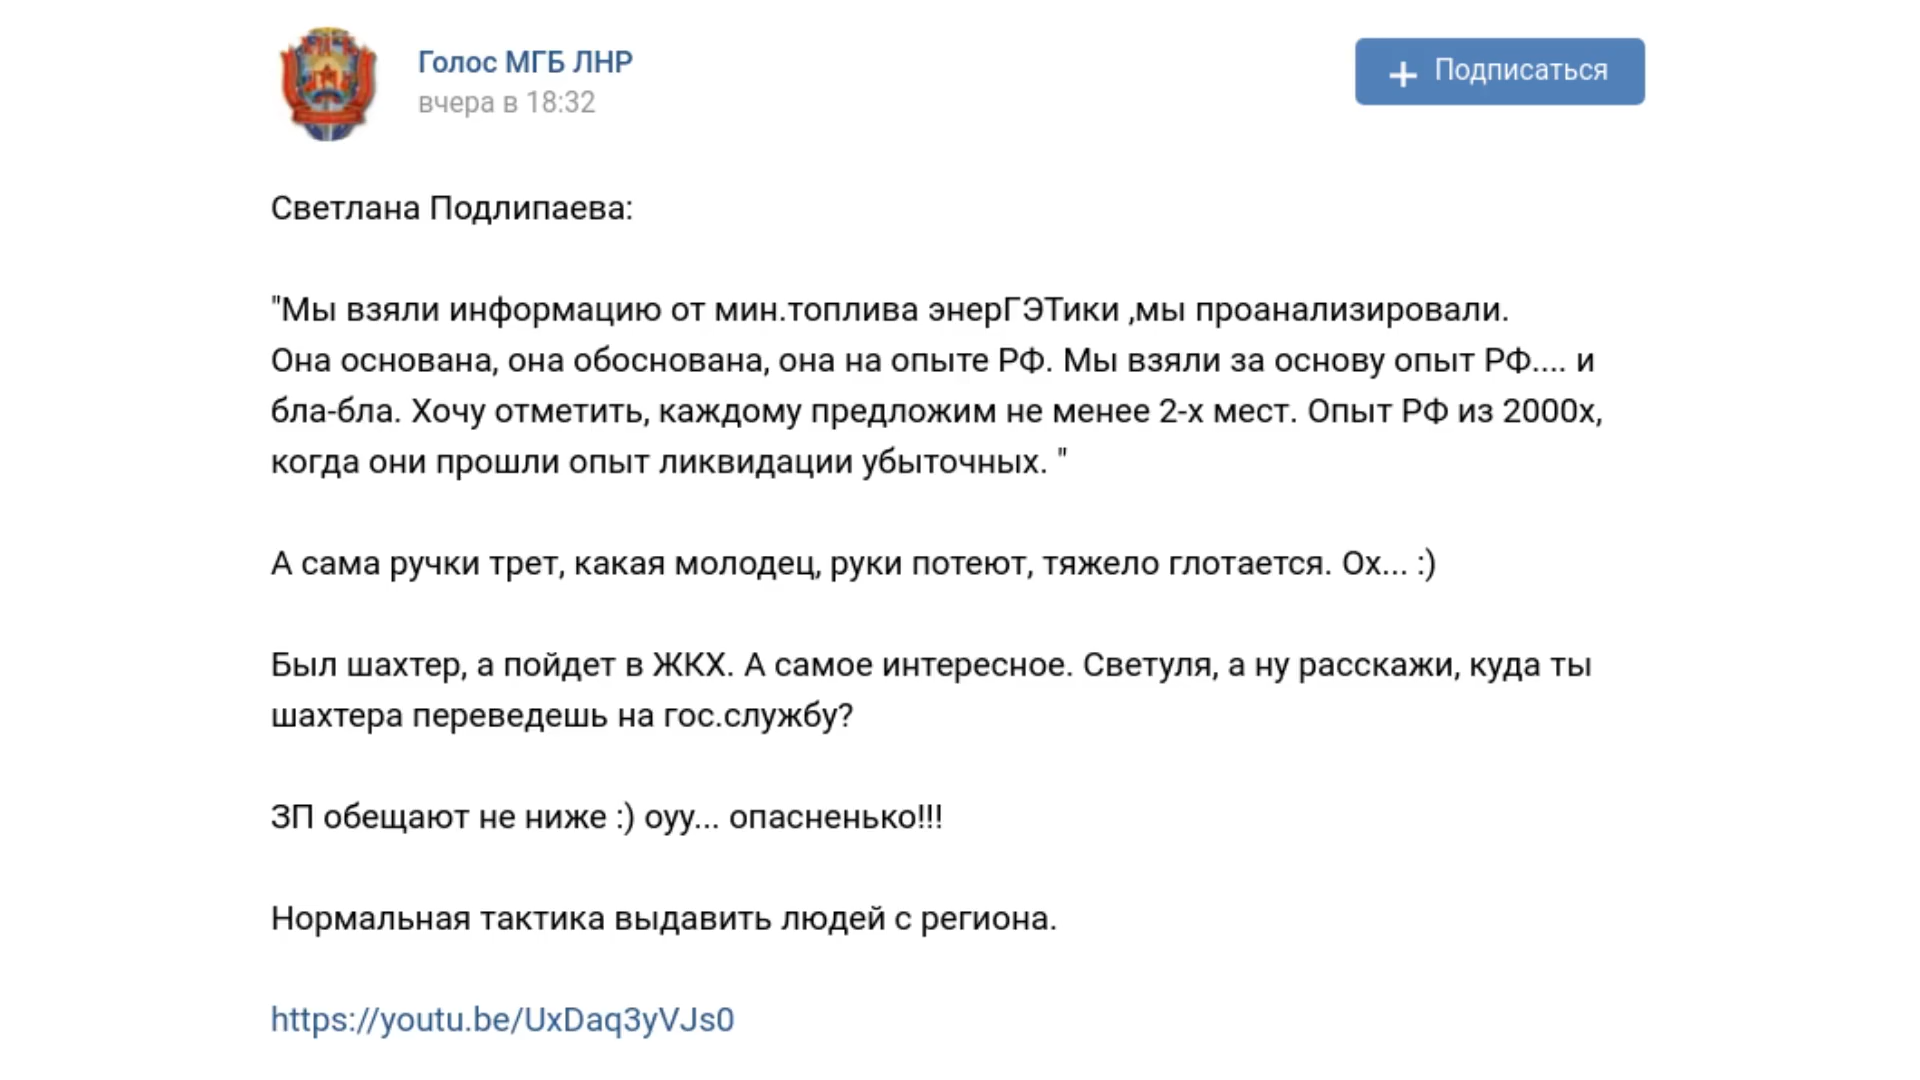 Голос МГБ ЛНР
вчера в 18:32
+ Подписаться
Светлана Подлипаева:
"Мы взяли информацию от мин.топлива энерГЭТики ,мы проанализировали.
Она основана, она обоснована, она на опыте РФ. Мы взяли за основу опыт РФ.... и
бла-бла. Хочу отметить, каждому предложим не менее 2-х мест. Опыт РФ из 2000х,
когда они прошли опыт ликвидации убыточных. "
А сама ручки трет, какая молодец, руки потеют, тяжело глотается. Ох... :)
Был шахтер, а пойдет в ЖКХ. А самое интересное. Светуля, а ну расскажи, куда ты
шахтера переведешь на гос.службу?
ЗП обещают не ниже :) оуу... опасненько!!!
Нормальная тактика выдавить людей с региона.
https://youtu.be/UxDaq3yVJs0